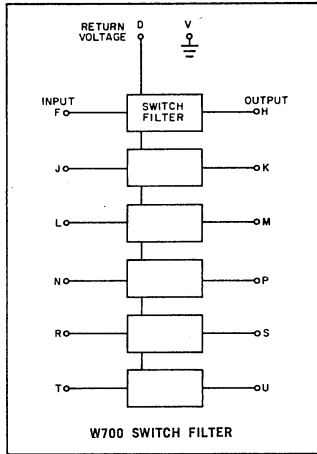 RETURN VOLTAGE D V
INPUT OUTPUT
F SWITCH FILTER H
J K
L M
N P
R S
T U
W700 SWITCH FILTER